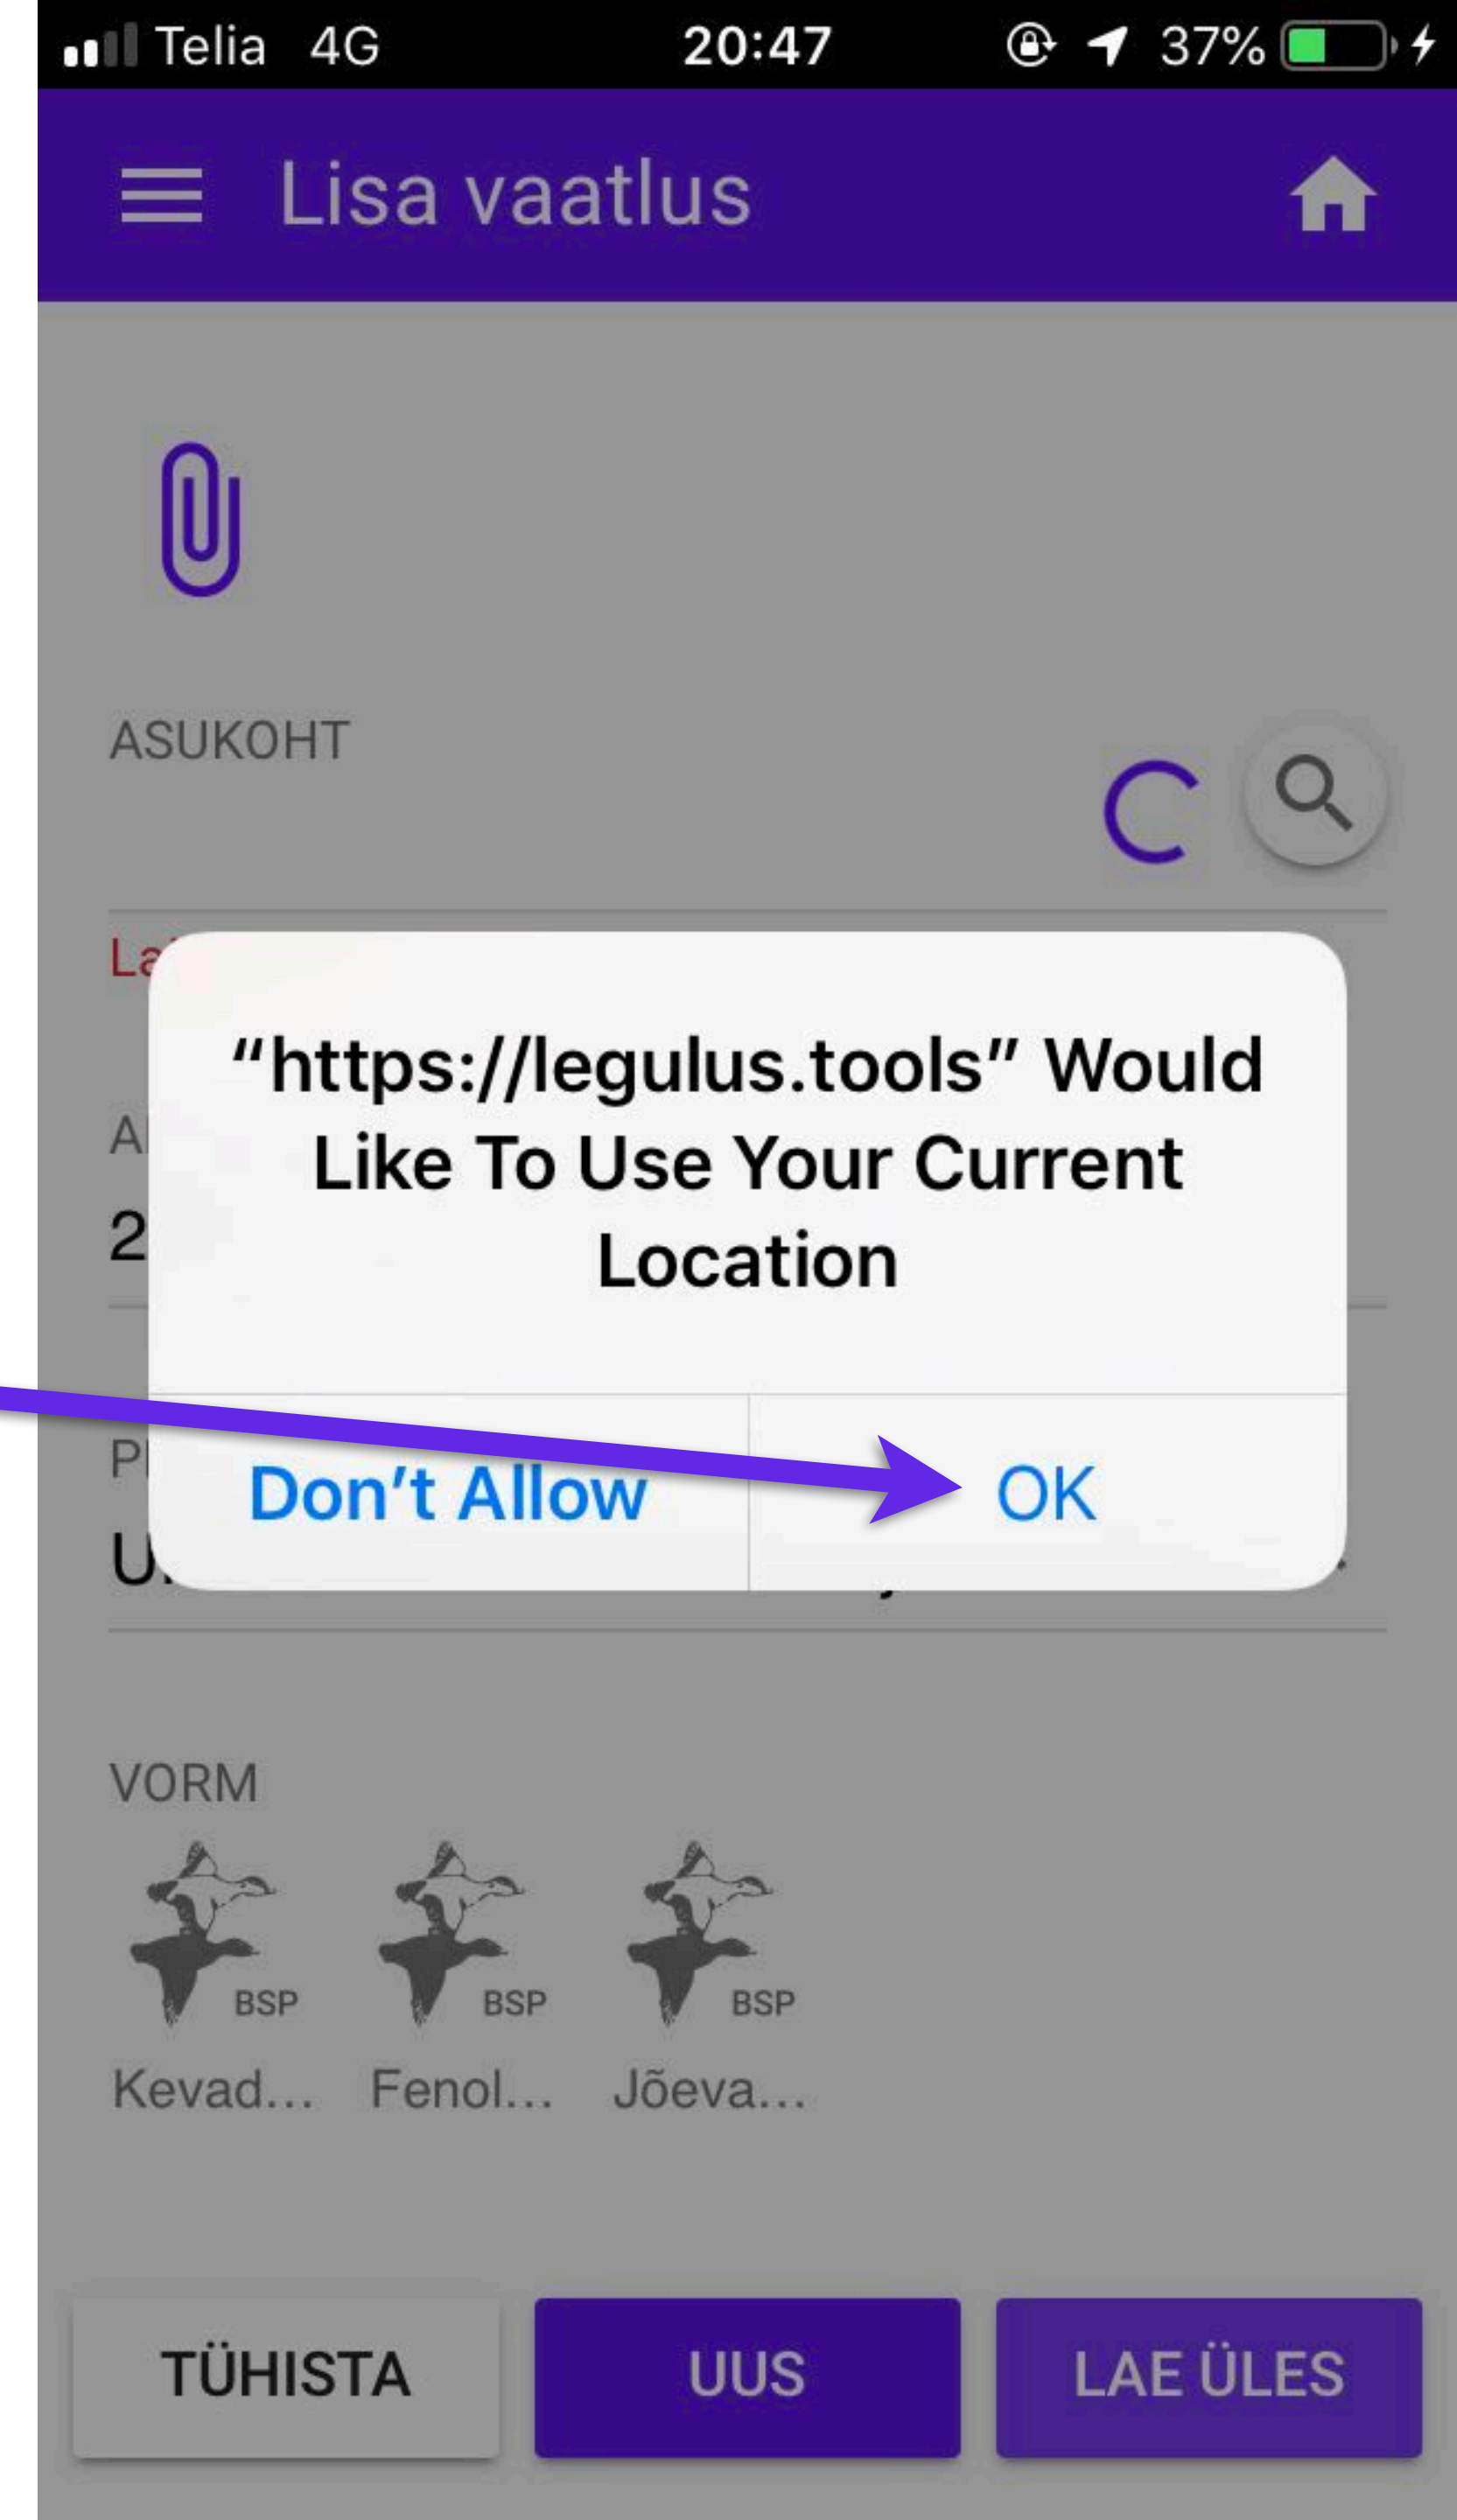 Telia 4G 20:47 37%
Lisa vaatlus
ASUKOHT
“https://legulus.tools” Would
Like To Use Your Current
Location
Don’t Allow OK
VORM
BSP BSP BSP
Kevad... Fenol... Jõeva...
TÜHISTA UUS LAE ÜLES